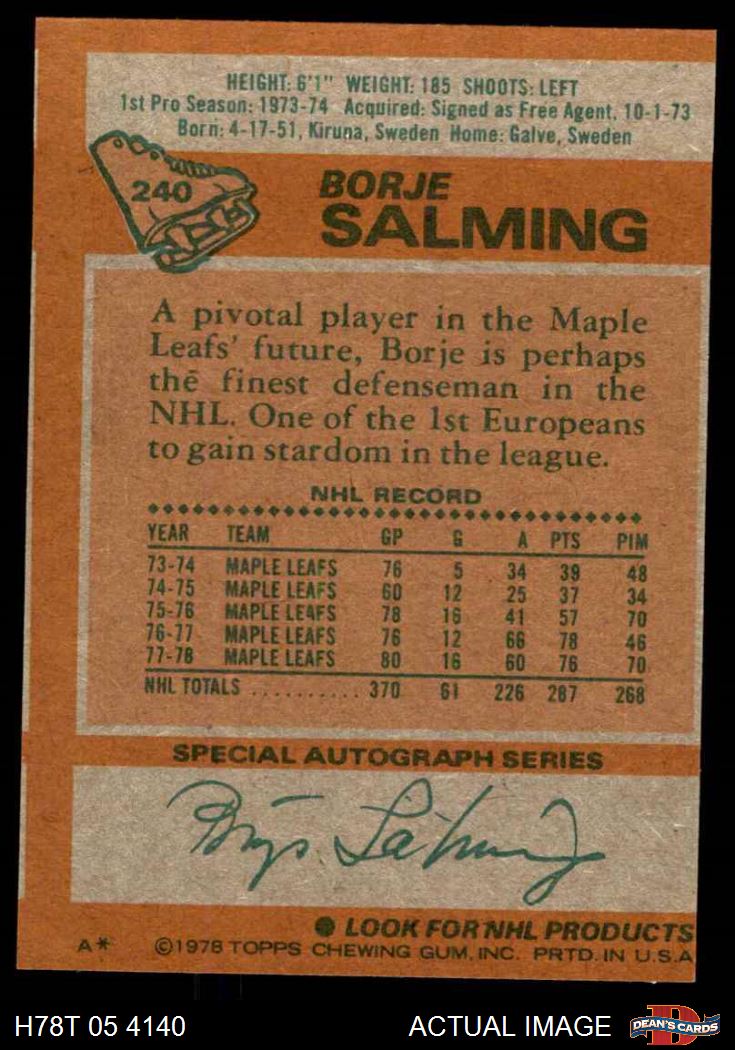 HEIGHT: 6'1" WEIGHT: 185 SHOOTS: LEFT
1st Pro Season: 1973-74 Acquired: Signed as Free Agent, 10-1-73
Born: 4-17-51, Kiruna, Sweden Home: Galve, Sweden
240
BORJE
SALMING
A pivotal player in the Maple
Leafs' future, Borje is perhaps
the finest defenseman in the
NHL. One of the 1st Europeans
to gain stardom in the league.
NHL RECORD
YEAR TEAM GP G A PTS PIM
73-74 MAPLE LEAFS 76 5 34 39 48
74-75 MAPLE LEAFS 60 12 25 37 34
75-76 MAPLE LEAFS 78 16 41 57 70
76-77 MAPLE LEAFS 76 12 66 78 46
77-78 MAPLE LEAFS 80 16 60 76 70
NHL TOTALS .......... 370 61 226 287 268
SPECIAL AUTOGRAPH SERIES
Börje Salming
● LOOK FOR NHL PRODUCTS
A* ©1978 TOPPS CHEWING GUM, INC. PRTD. IN U.S.A
H78T 05 4140 ACTUAL IMAGE D DEAN'S CARDS